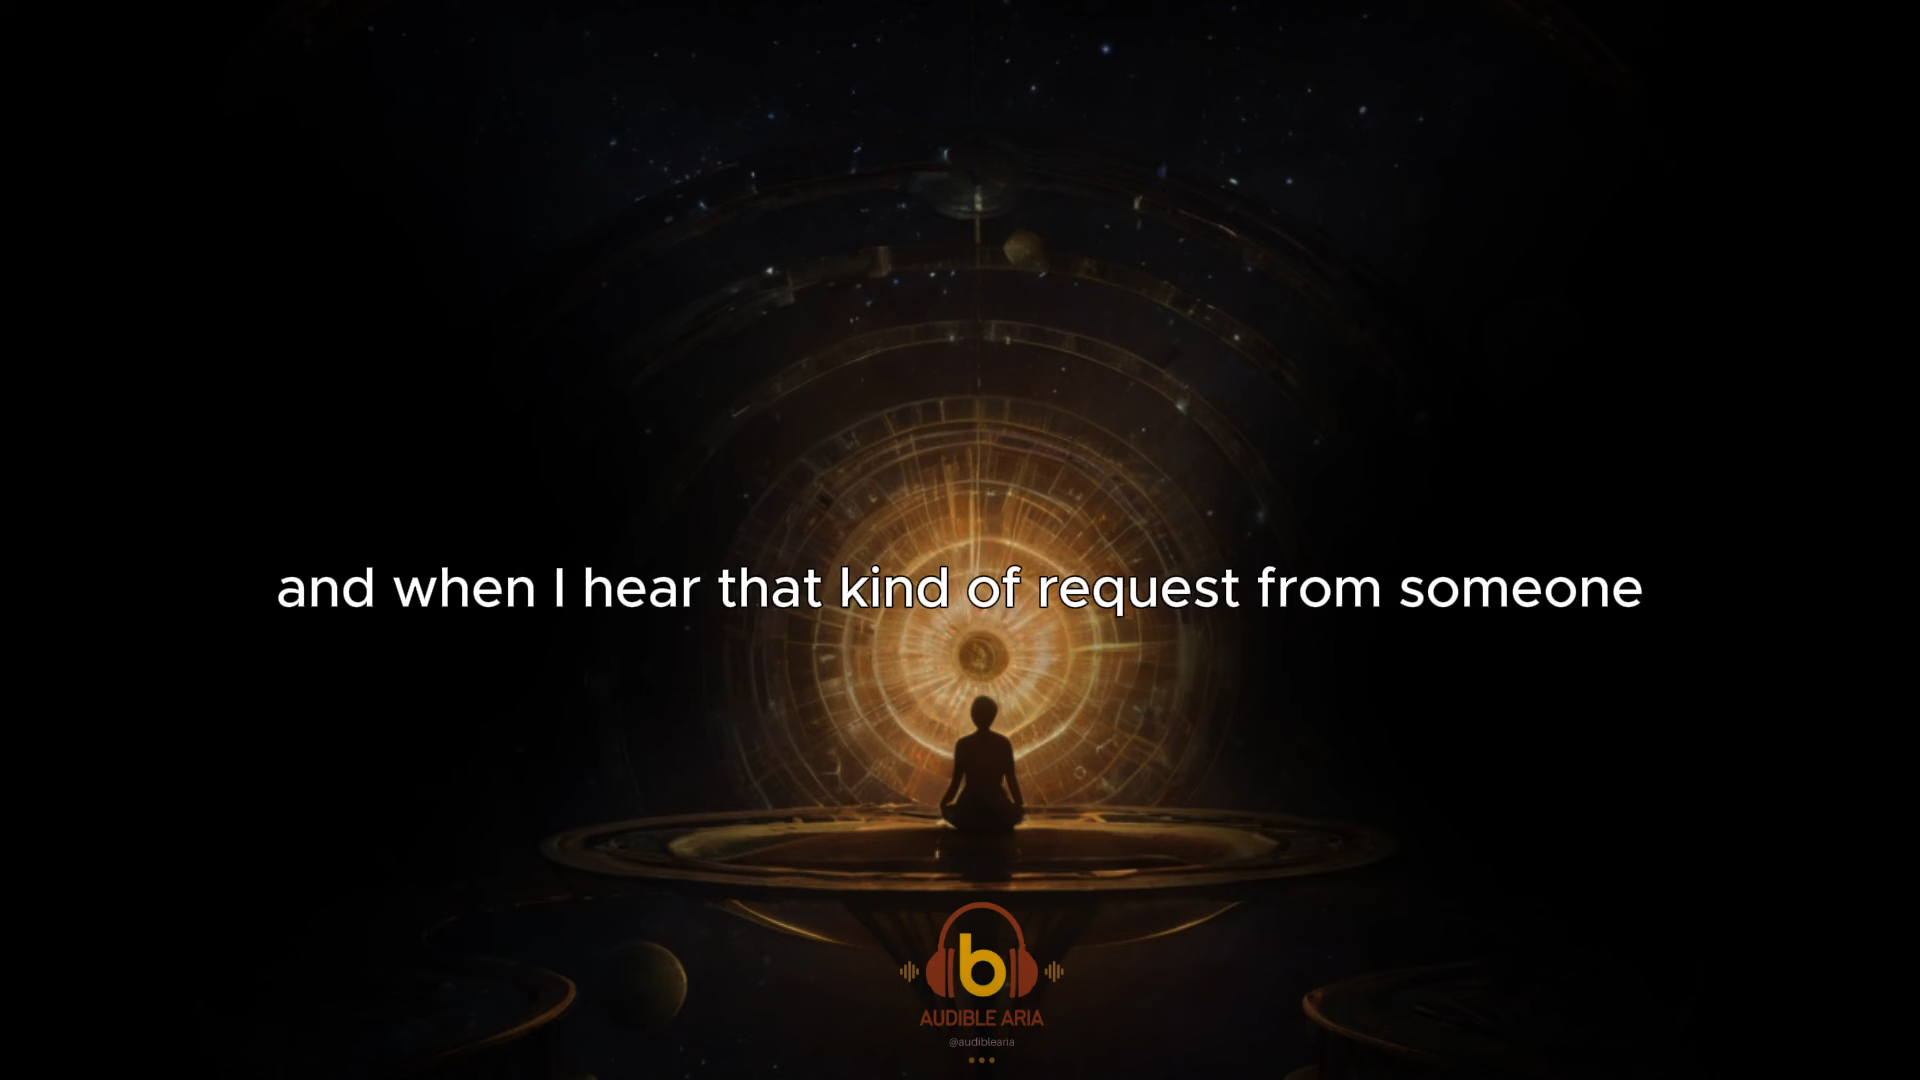 and when I hear that kind of request from someone
b
AUDIBLE ARIA
@audiblearia